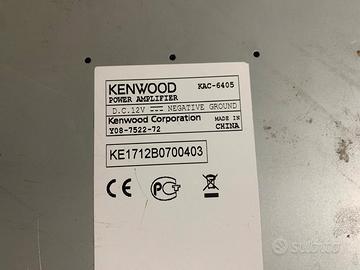 KENWOOD KAC-6405
POWER AMPLIFIER
D.C.12V NEGATIVE GROUND
Kenwood Corporation MADE IN
Y08-7522-72 CHINA
KE1712B0700403
CE
subito